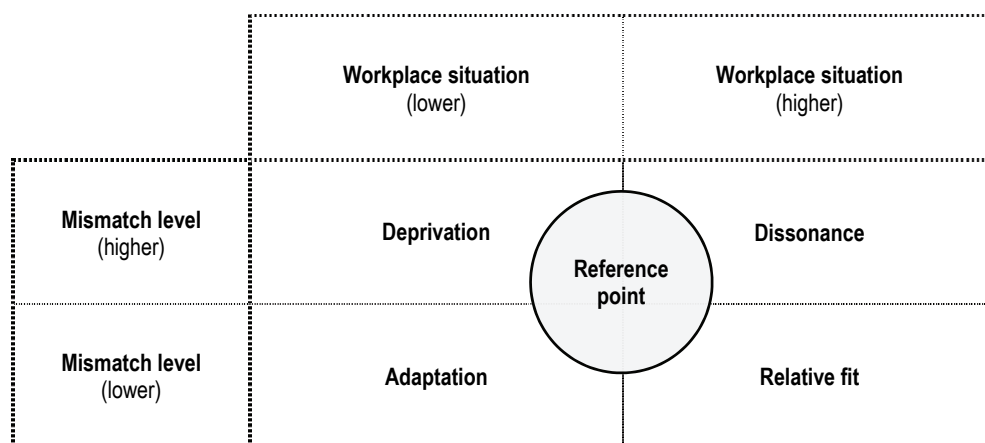 Workplace situation
(lower)
Workplace situation
(higher)
Mismatch level
(higher)
Deprivation
Dissonance
Reference
point
Mismatch level
(lower)
Adaptation
Relative fit